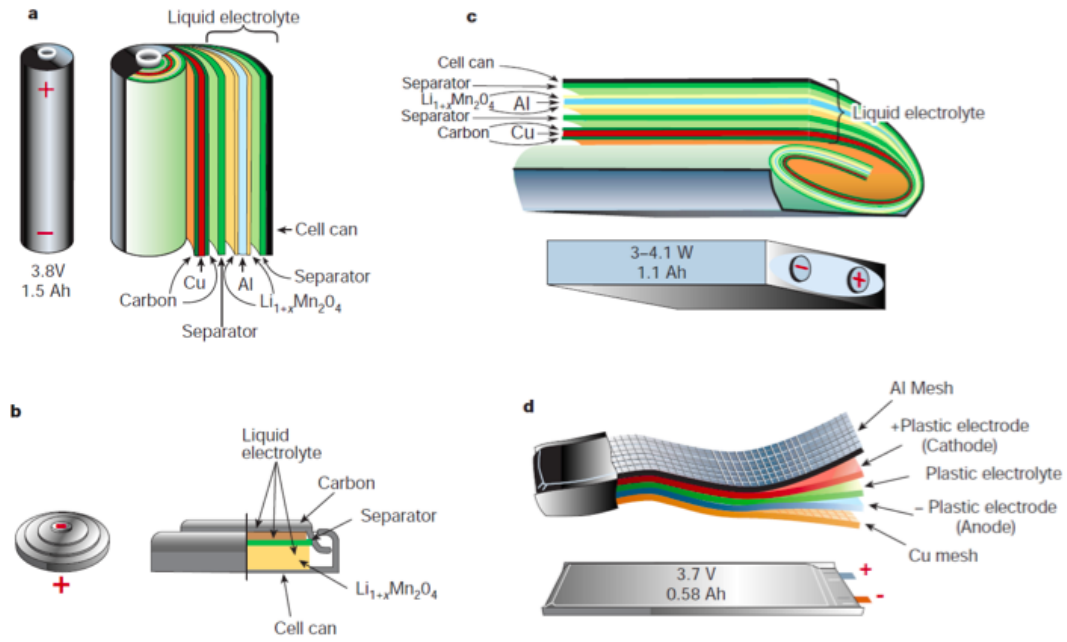 a
Liquid electrolyte
+
−
3.8V
1.5 Ah
Cell can
Separator
Cu
Al
Carbon
Li1+xMn2O4
Separator
c
Cell can
Separator
Li1+xMn2O4
Al
Separator
Carbon
Cu
Liquid electrolyte
3–4.1 W
1.1 Ah
−
+
b
Liquid
electrolyte
Carbon
Separator
Li1+xMn2O4
Cell can
−
+
d
Al Mesh
+Plastic electrode
(Cathode)
Plastic electrolyte
– Plastic electrode
(Anode)
Cu mesh
3.7 V
0.58 Ah
+
-